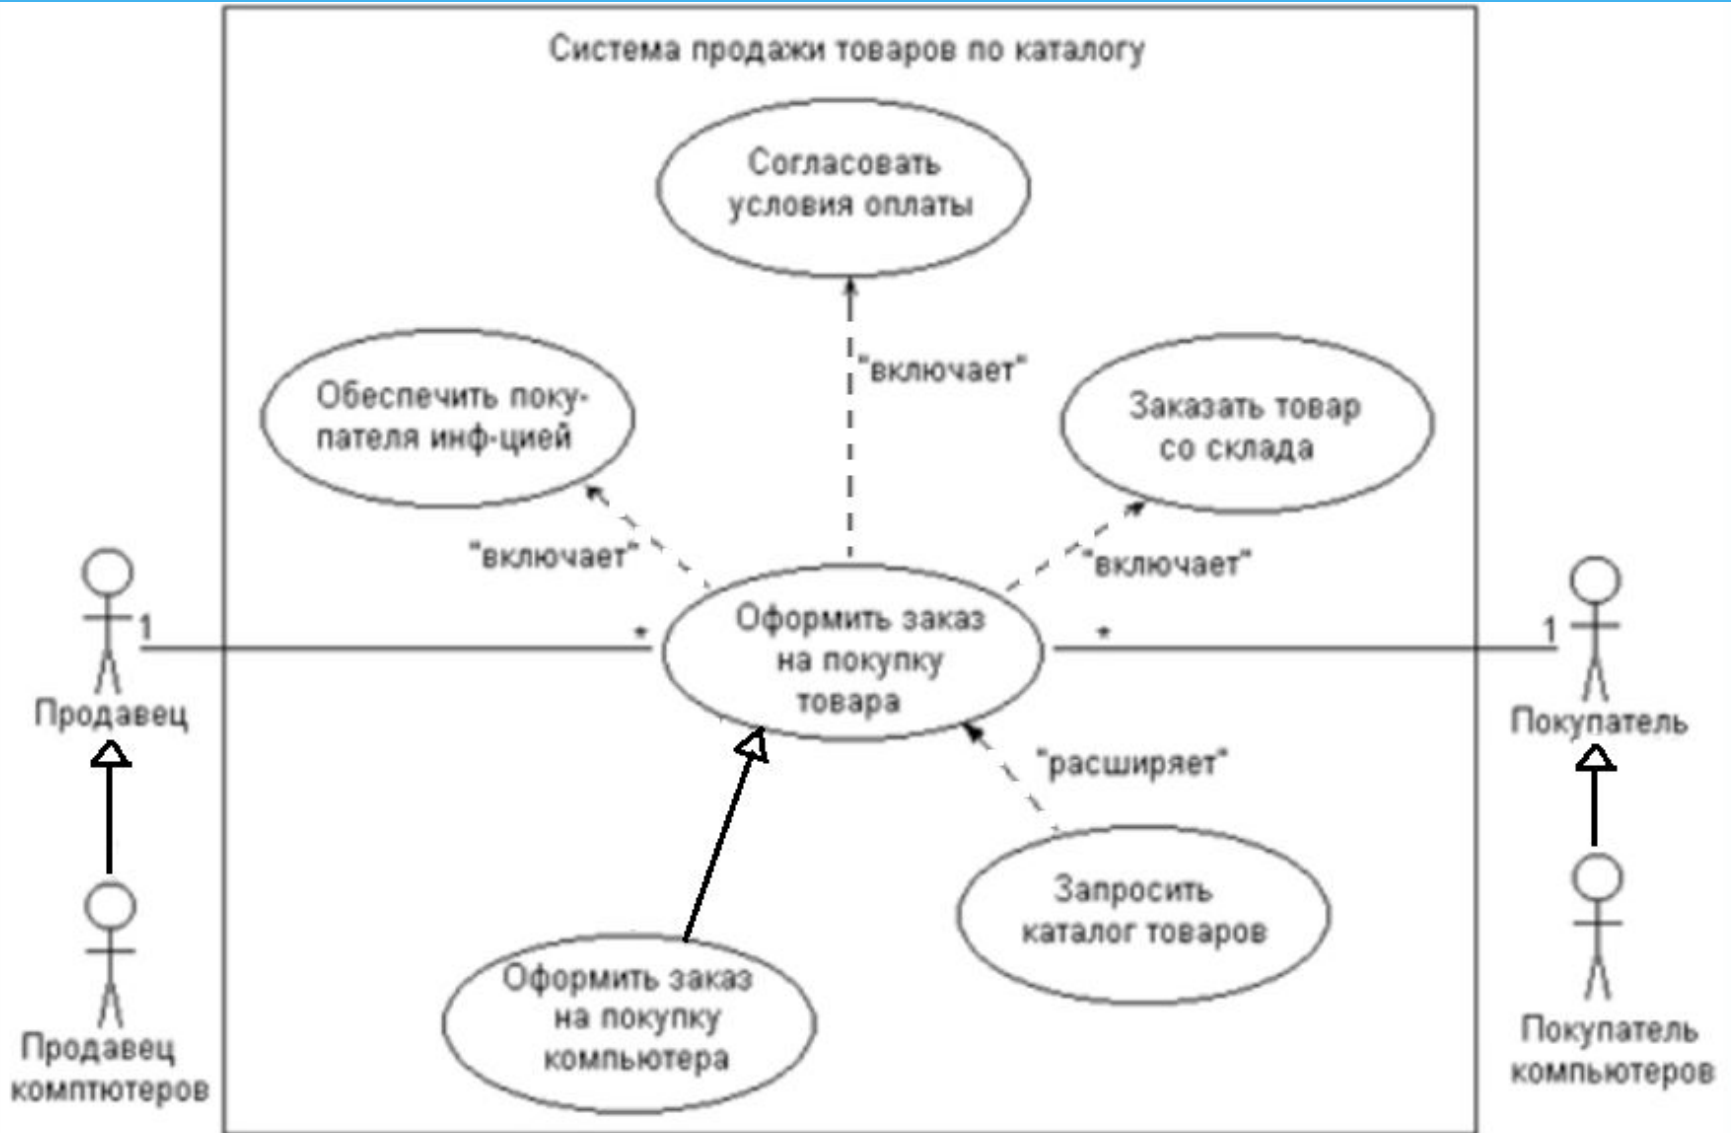 Система продажи товаров по каталогу
Согласовать
условия оплаты
"включает"
Обеспечить поку-
пателя инф-цией
Заказать товар
со склада
"включает"
"включает"
1
*
Оформить заказ
на покупку
товара
*
1
Продавец
Покупатель
"расширяет"
Запросить
каталог товаров
Оформить заказ
на покупку
компьютера
Продавец
комптютеров
Покупатель
компьютеров